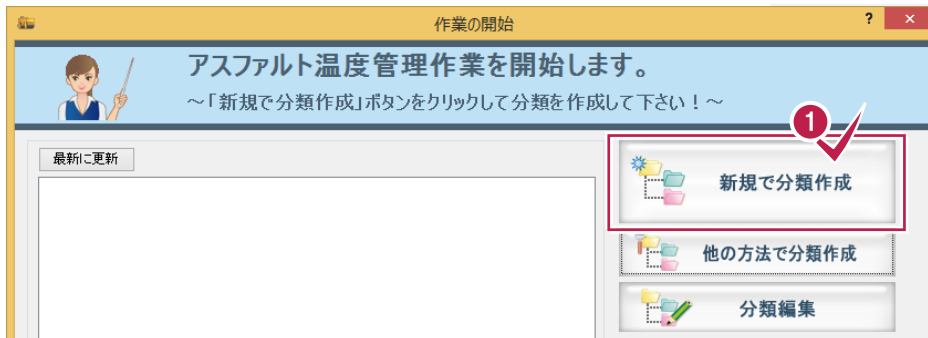 作業の開始
?
×
アスファルト温度管理作業を開始します。
～「新規で分類作成」ボタンをクリックして分類を作成して下さい！～
1
最新に更新
新規で分類作成
他の方法で分類作成
分類編集